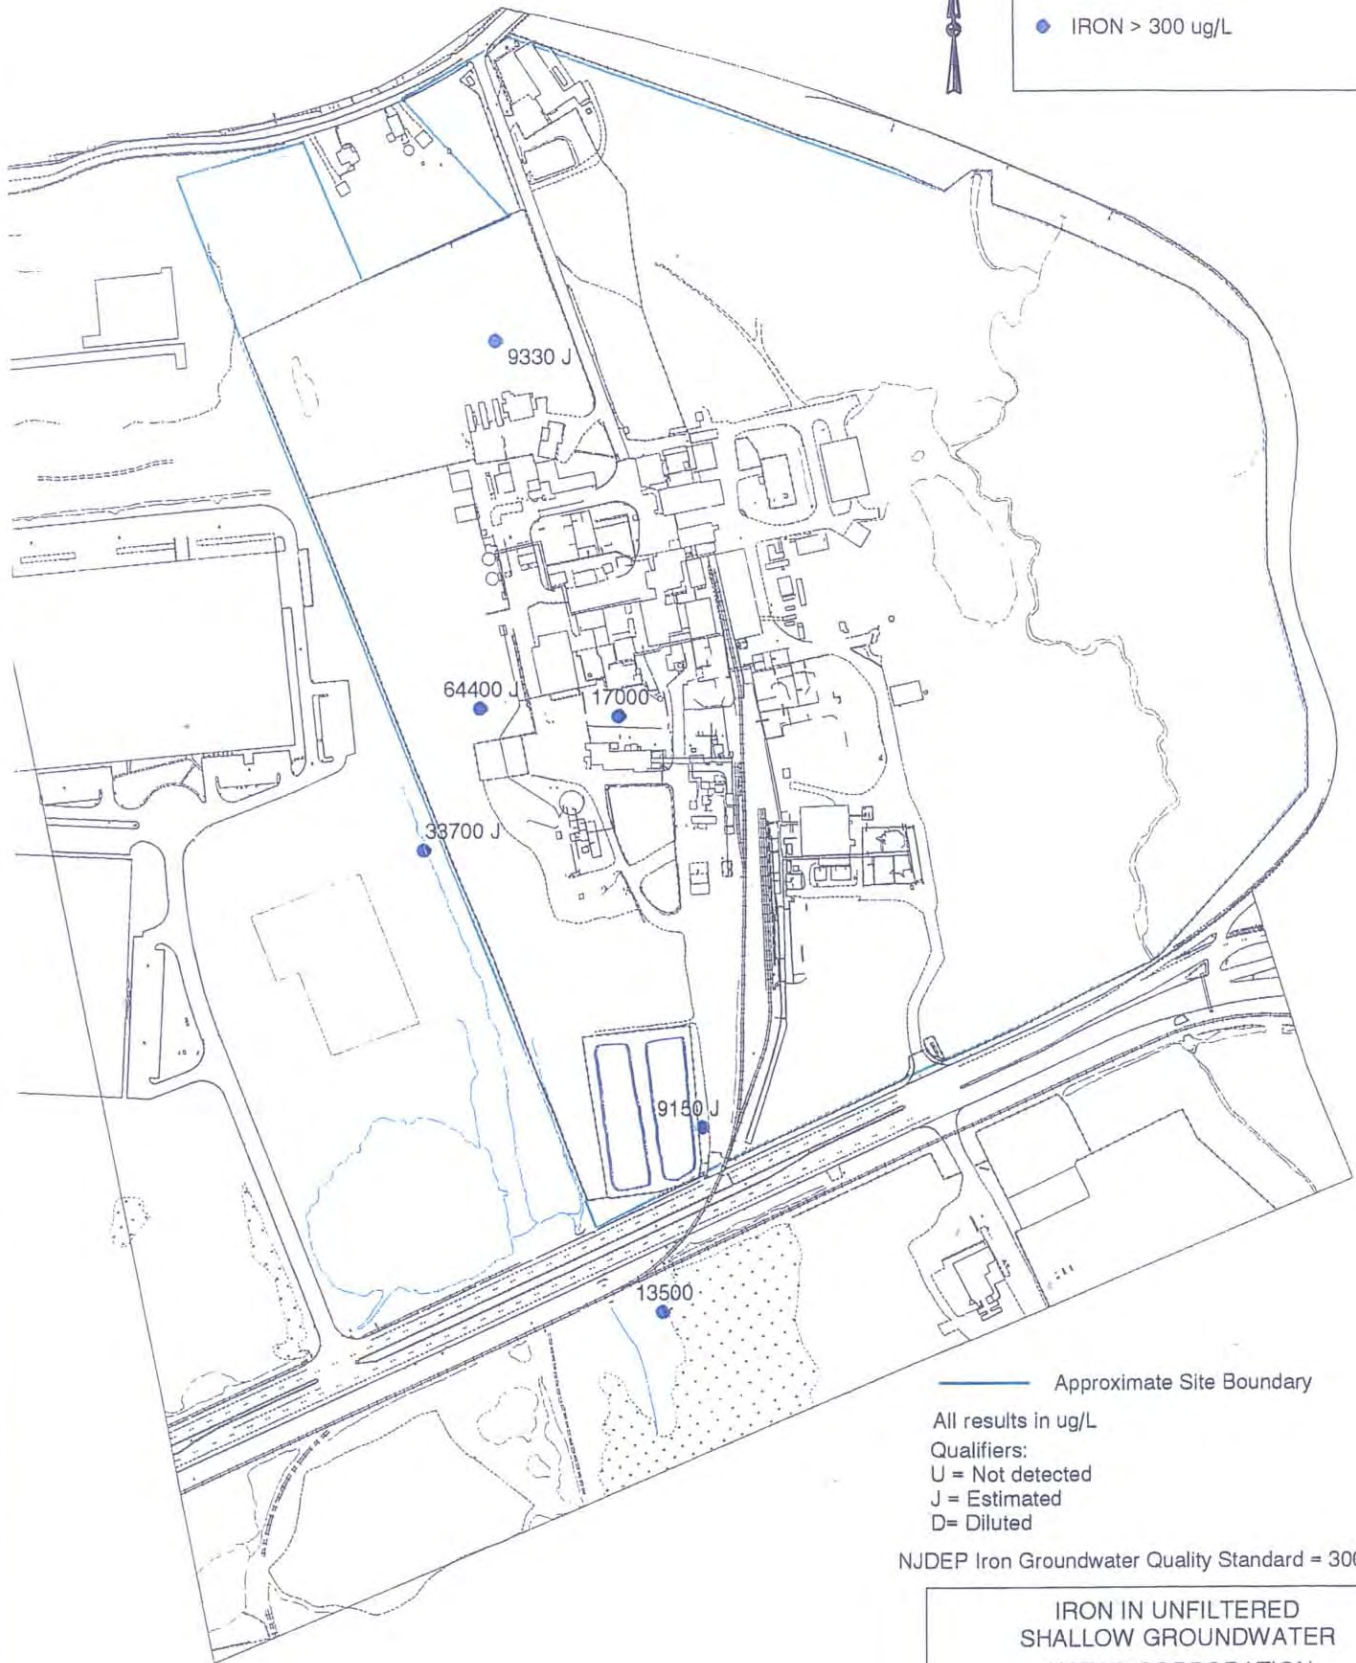 IRON > 300 ug/L
9330 J
64400 J
17000
33700 J
9150 J
13500
Approximate Site Boundary
All results in ug/L
Qualifiers:
U = Not detected
J = Estimated
D= Diluted
NJDEP Iron Groundwater Quality Standard = 300
IRON IN UNFILTERED
SHALLOW GROUNDWATER